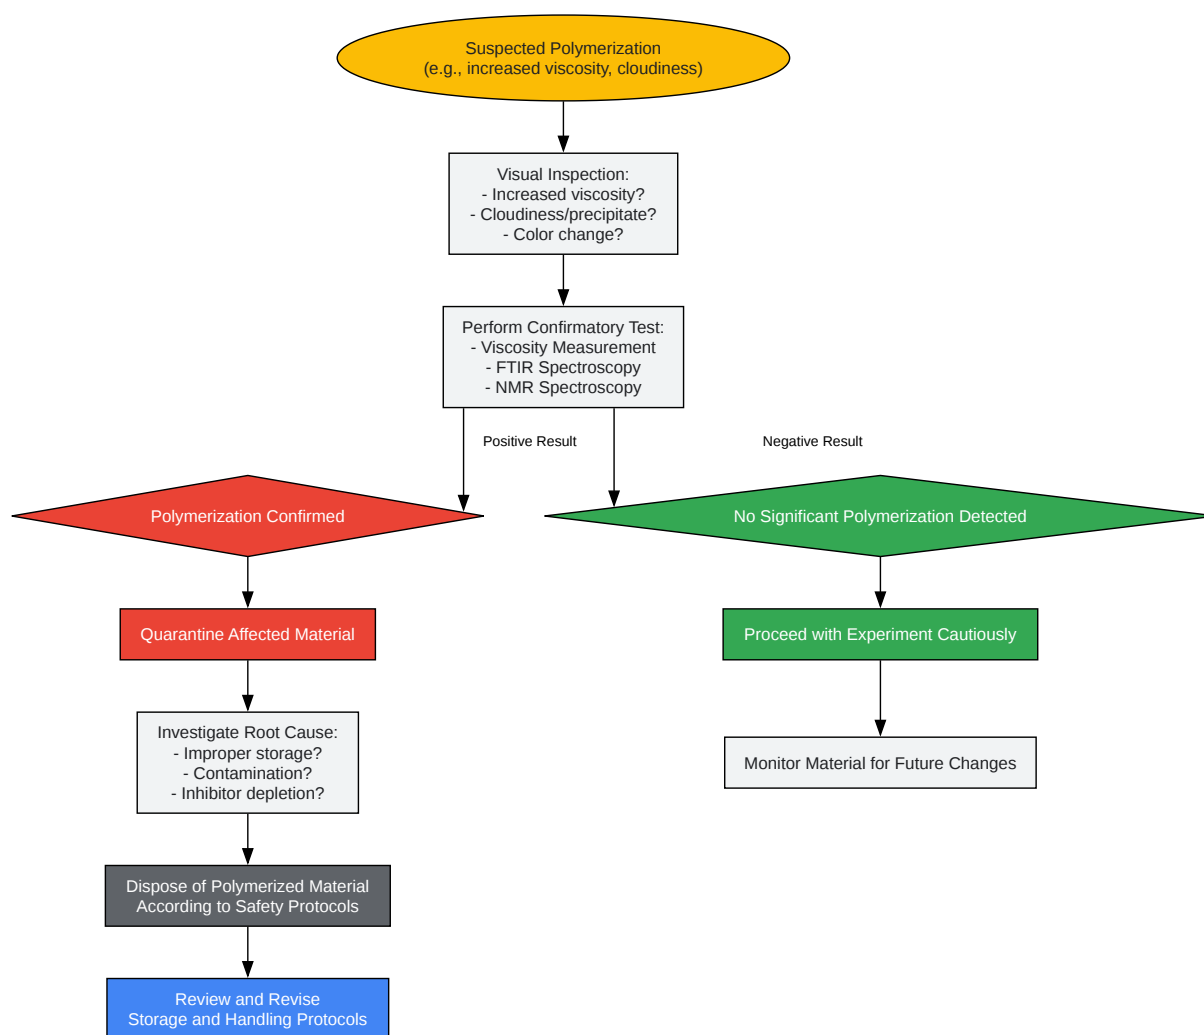 Suspected Polymerization
(e.g., increased viscosity, cloudiness)
Visual Inspection:
- Increased viscosity?
- Cloudiness/precipitate?
- Color change?
Perform Confirmatory Test:
- Viscosity Measurement
- FTIR Spectroscopy
- NMR Spectroscopy
Positive Result
Negative Result
Polymerization Confirmed
No Significant Polymerization Detected
Quarantine Affected Material
Proceed with Experiment Cautiously
Investigate Root Cause:
- Improper storage?
- Contamination?
- Inhibitor depletion?
Monitor Material for Future Changes
Dispose of Polymerized Material
According to Safety Protocols
Review and Revise
Storage and Handling Protocols